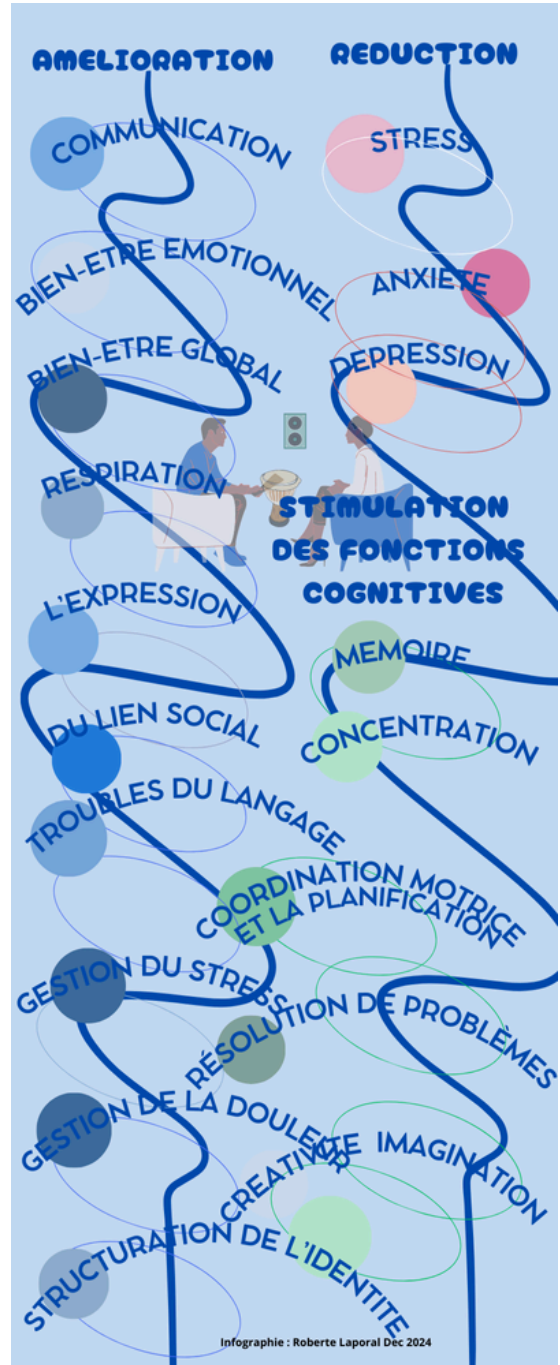 AMELIORATION
COMMUNICATION
BIEN-ETRE EMOTIONNEL
BIEN-ETRE GLOBAL
RESPIRATION
L'EXPRESSION
DU LIEN SOCIAL
TROUBLES DU LANGAGE
GESTION DU STRESS
GESTION DE LA DOULEUR
STRUCTURATION DE L'IDENTITE
REDUCTION
STRESS
ANXIETE
DEPRESSION
STIMULATION
DES FONCTIONS
COGNITIVES
MEMOIRE
CONCENTRATION
COORDINATION MOTRICE
ET LA PLANIFICATION
RÉSOLUTION DE PROBLÈMES
CREATIVITE IMAGINATION
Infographie : Roberte Laporal Dec 2024